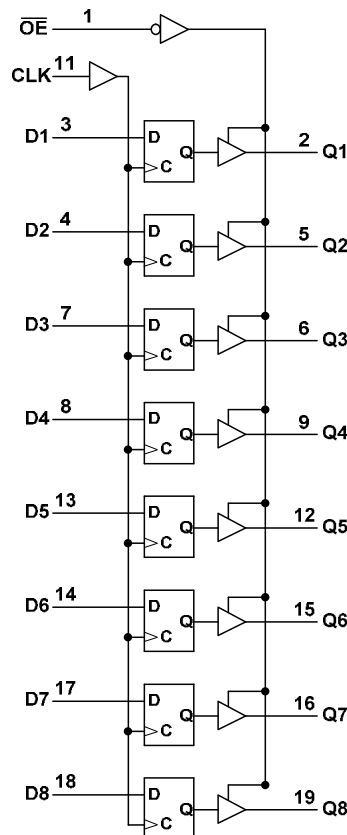 O̅E̅ 1
CLK 11
D1 3 D Q C 2 Q1
D2 4 D Q C 5 Q2
D3 7 D Q C 6 Q3
D4 8 D Q C 9 Q4
D5 13 D Q C 12 Q5
D6 14 D Q C 15 Q6
D7 17 D Q C 16 Q7
D8 18 D Q C 19 Q8